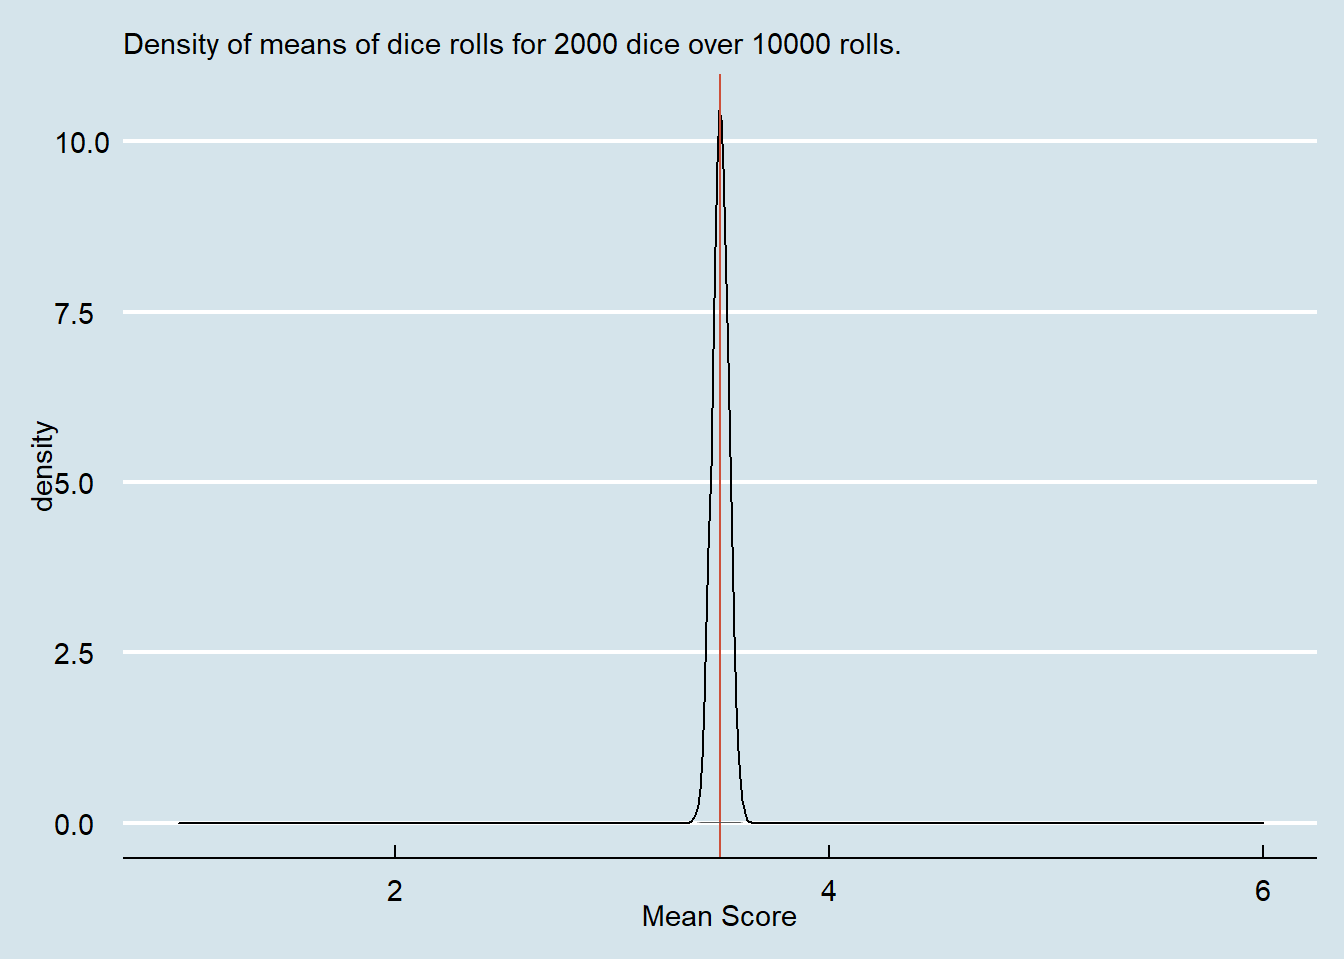 Density of means of dice rolls for 2000 dice over 10000 rolls.
10.0
7.5
5.0
2.5
0.0
density
2 4 6
Mean Score